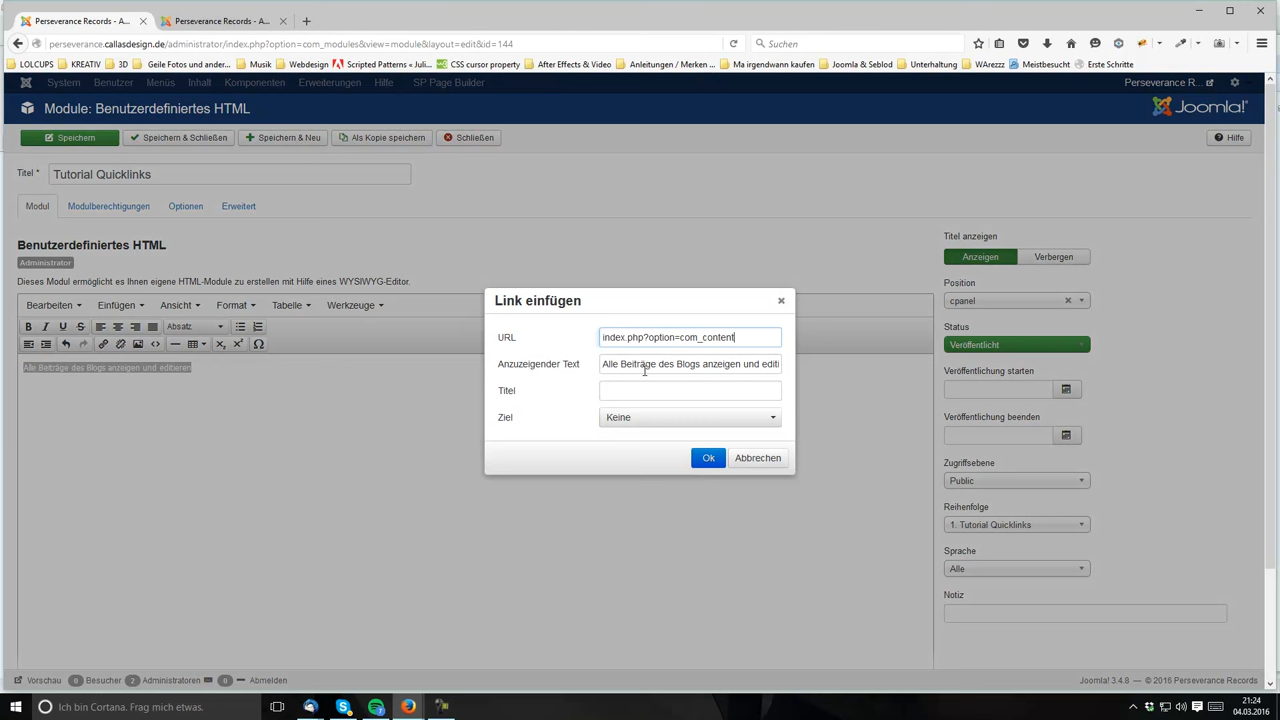 Perseverance Records - A...
Perseverance Records - A...
perseverance.callasdesign.de/administrator/index.php?option=com_modules&view=module&layout=edit&id=144
Suchen
LOLCUPS
KREATIV
3D
Geile Fotos und ander...
Musik
Webdesign
Scripted Patterns « Juli...
CSS cursor property
After Effects & Video
Anleitungen / Merken ...
Ma irgendwann kaufen
Joomla & Seblod
Unterhaltung
WArezzz
Meistbesucht
Erste Schritte
System
Benutzer
Menüs
Inhalt
Komponenten
Erweiterungen
Hilfe
SP Page Builder
Perseverance R...
Module: Benutzerdefiniertes HTML
Joomla!
Speichern
Speichern & Schließen
Speichern & Neu
Als Kopie speichern
Schließen
Hilfe
Titel *
Tutorial Quicklinks
Modul
Modulberechtigungen
Optionen
Erweitert
Benutzerdefiniertes HTML
Administrator
Dieses Modul ermöglicht es Ihnen eigene HTML-Module zu erstellen mit Hilfe eines WYSIWYG-Editor.
Bearbeiten
Einfügen
Ansicht
Format
Tabelle
Werkzeuge
Absatz
Alle Beiträge des Blogs anzeigen und editieren
Link einfügen
URL
index.php?option=com_content
Anzuzeigender Text
Alle Beiträge des Blogs anzeigen und editi
Titel
Ziel
Keine
Ok
Abbrechen
Titel anzeigen
Anzeigen
Verbergen
Position
cpanel
Status
Veröffentlicht
Veröffentlichung starten
Veröffentlichung beenden
Zugriffsebene
Public
Reihenfolge
1. Tutorial Quicklinks
Sprache
Alle
Notiz
Vorschau
0 Besucher
2 Administratoren
0
Abmelden
Joomla! 3.4.8 — © 2016 Perseverance Records
Ich bin Cortana. Frag mich etwas.
21:24
04.03.2016